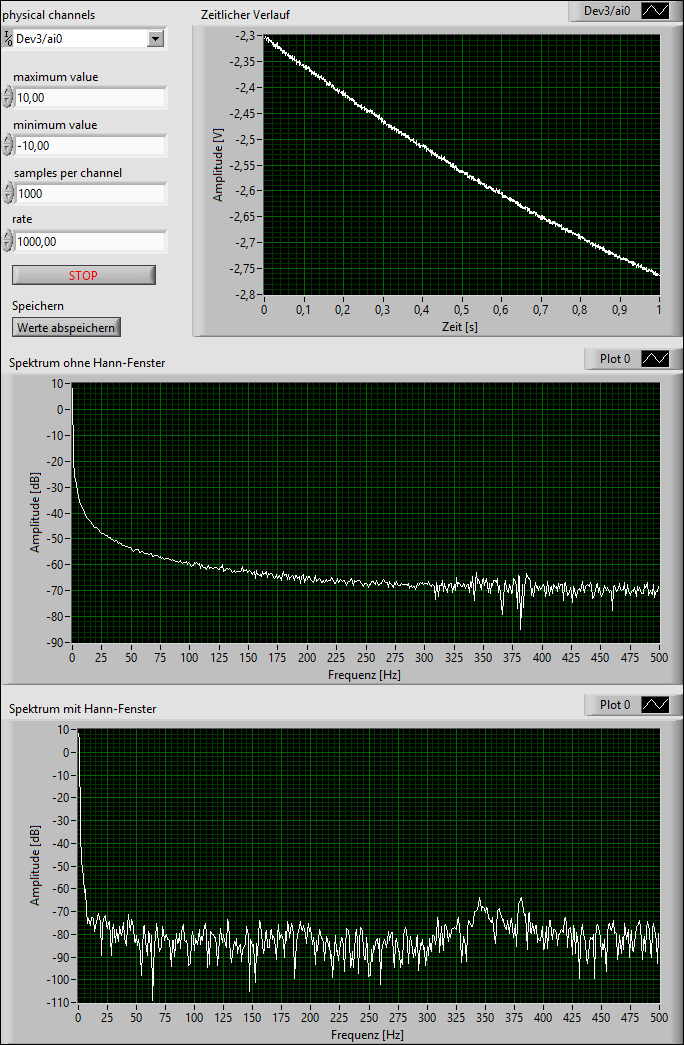 physical channels
Dev3/ai0
maximum value
10,00
minimum value
-10,00
samples per channel
1000
rate
1000,00
STOP
Speichern
Werte abspeichern
Zeitlicher Verlauf
Dev3/ai0
Amplitude [V]
-2,3
-2,35
-2,4
-2,45
-2,5
-2,55
-2,6
-2,65
-2,7
-2,75
-2,8
0 0,1 0,2 0,3 0,4 0,5 0,6 0,7 0,8 0,9 1
Zeit [s]
Spektrum ohne Hann-Fenster
Plot 0
Amplitude [dB]
10
0
-10
-20
-30
-40
-50
-60
-70
-80
-90
0 25 50 75 100 125 150 175 200 225 250 275 300 325 350 375 400 425 450 475 500
Frequenz [Hz]
Spektrum mit Hann-Fenster
Plot 0
Amplitude [dB]
10
0
-10
-20
-30
-40
-50
-60
-70
-80
-90
-100
-110
0 25 50 75 100 125 150 175 200 225 250 275 300 325 350 375 400 425 450 475 500
Frequenz [Hz]